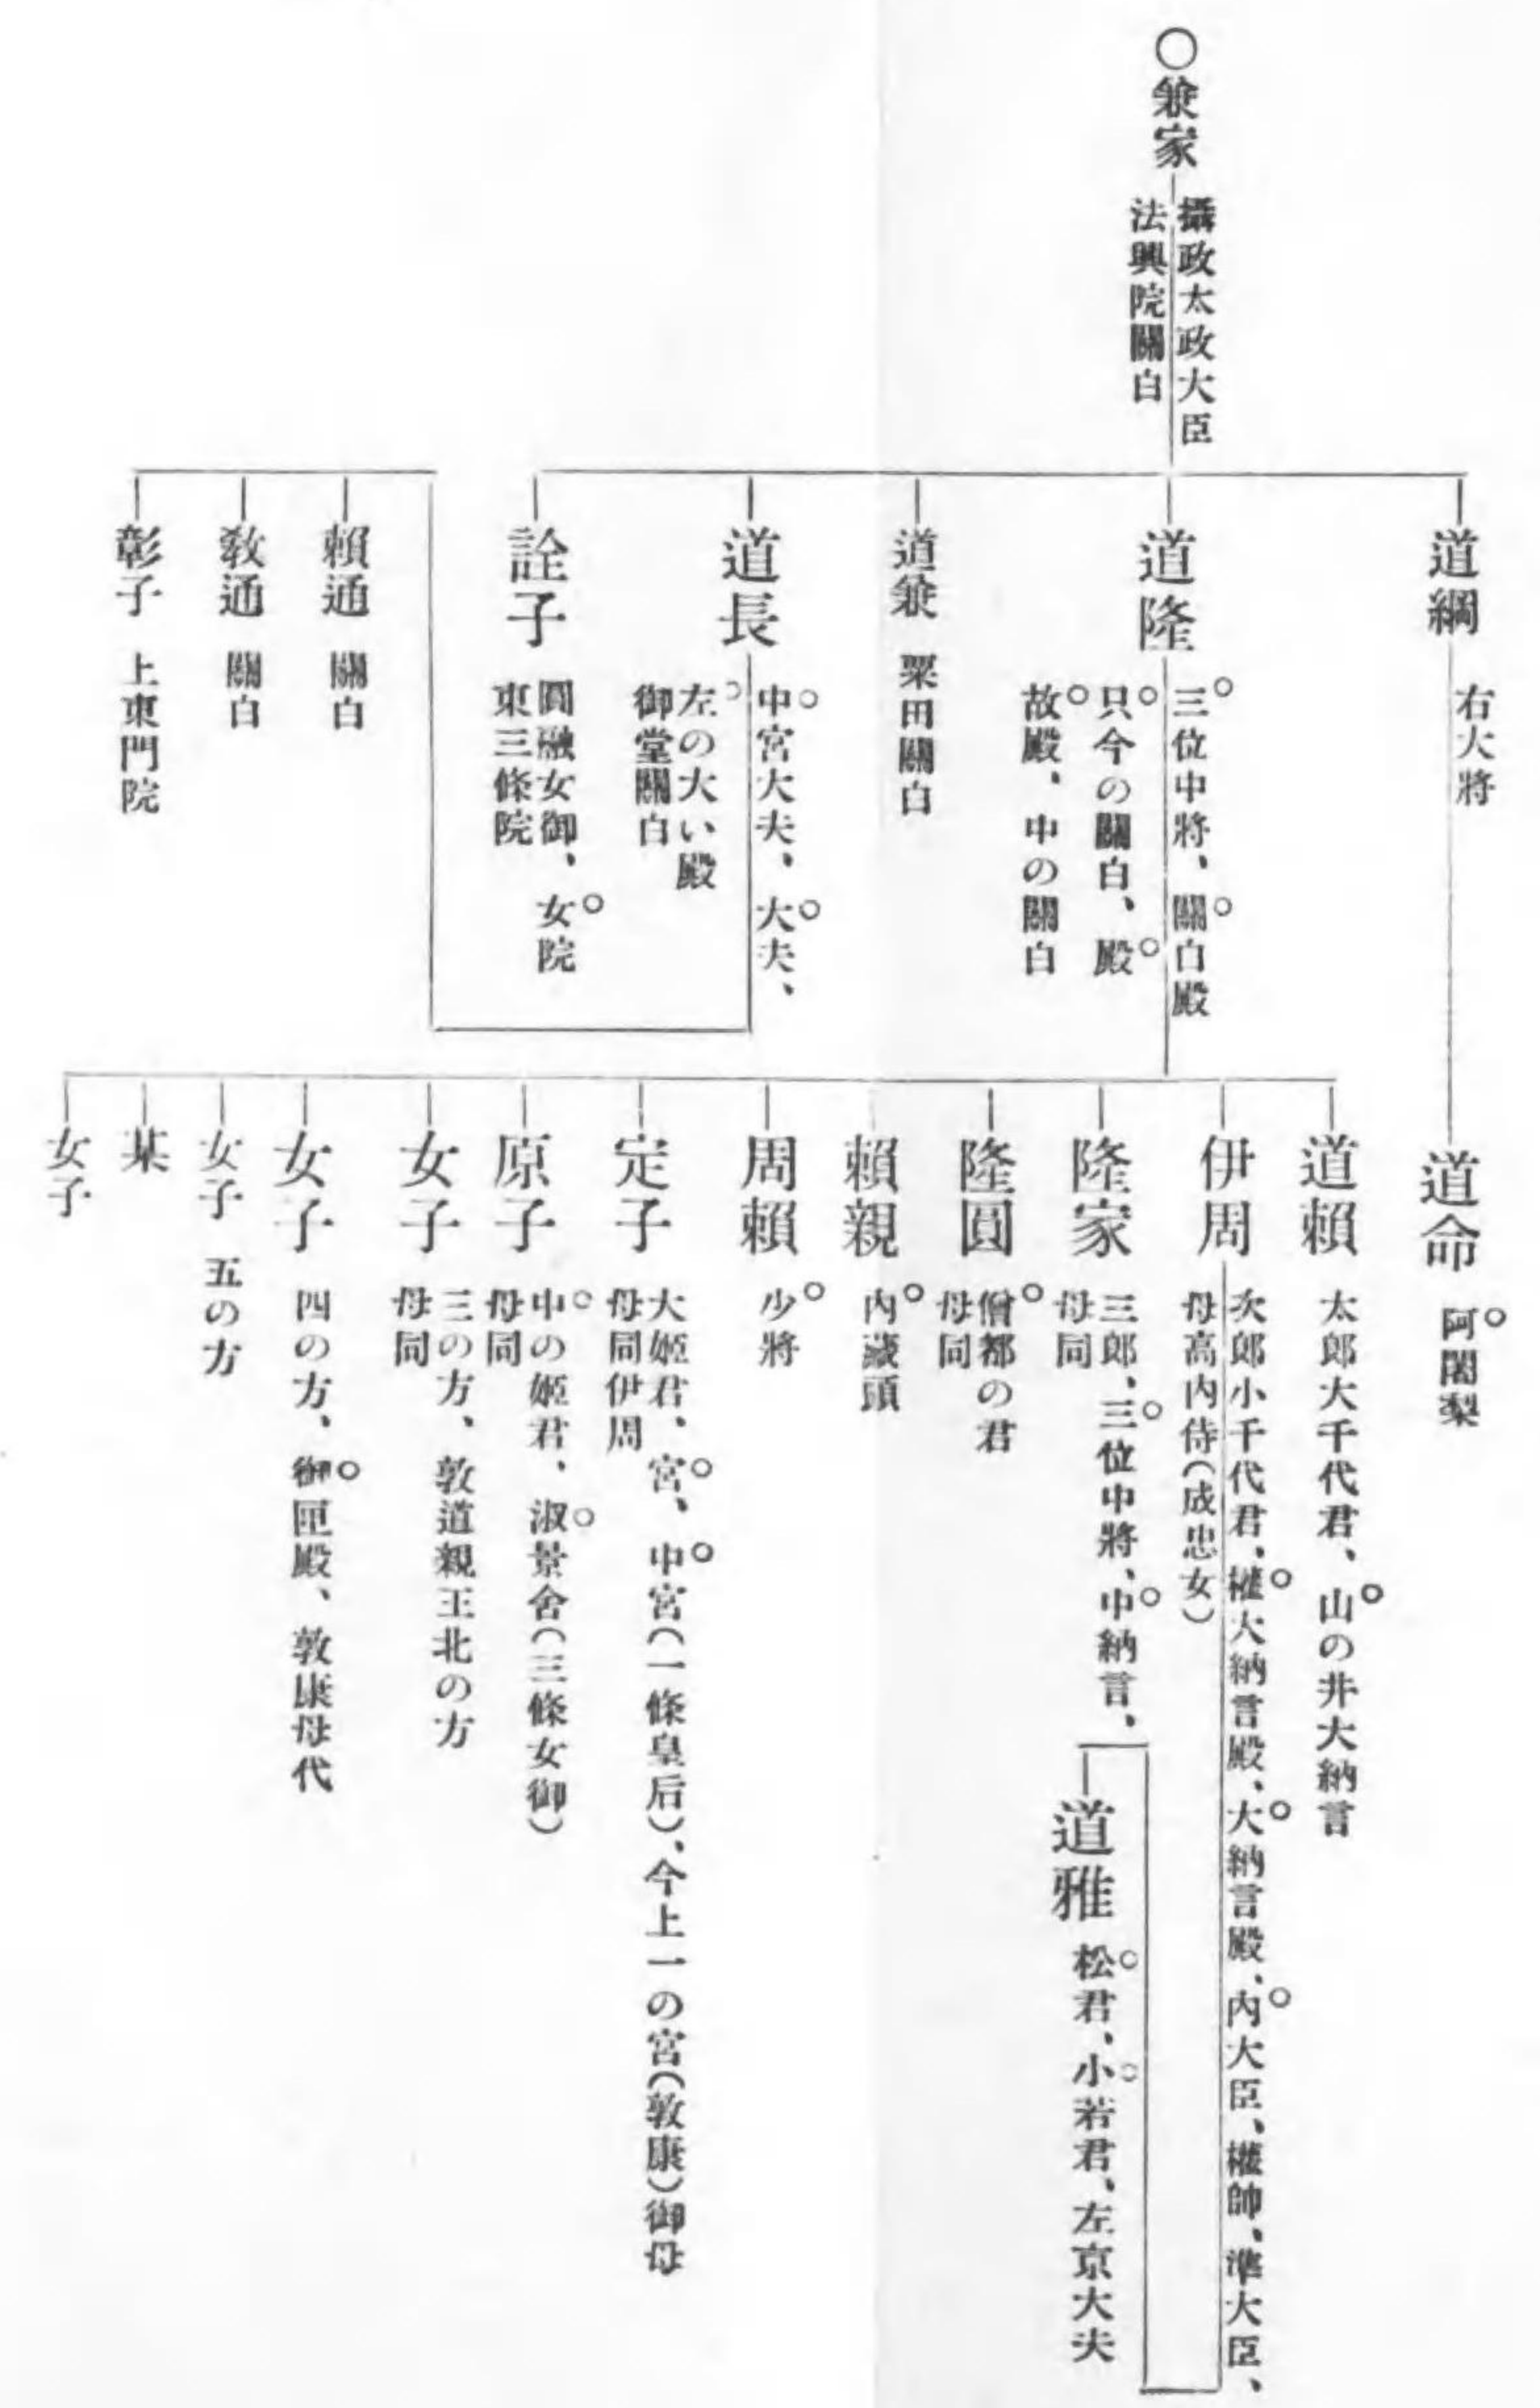 ○兼家
攝政太政大臣
法興院關白
道綱
右大將
道隆
三位中將、關白殿
只今の關白、殿
故殿、中の關白
道兼
粟田關白
道長
中宮大夫、大夫、
左の大い殿
御堂關白
詮子
圓融女御、女院
東三條院
賴通
關白
敎通
關白
彰子
上東門院
道命
阿闍梨
道賴
太郎大千代君、山の井大納言
伊周
次郎小千代君、權大納言殿、大納言殿、内大臣、權帥、準大臣、
母高内侍(成忠女)
隆家
三郎、三位中將、中納言、
母同
道雅
松君、小若君、左京大夫
隆圓
僧都の君
母同
賴親
内藏頭
周賴
少將
定子
大姬君、宮、中宮(一條皇后)、今上一の宮(敦康)御母
母同伊周
原子
中の姬君、淑景舍(三條女御)
母同
女子
三の方、敦道親王北の方
母同
女子
四の方、御匣殿、敦康母代
女子
五の方
某
女子